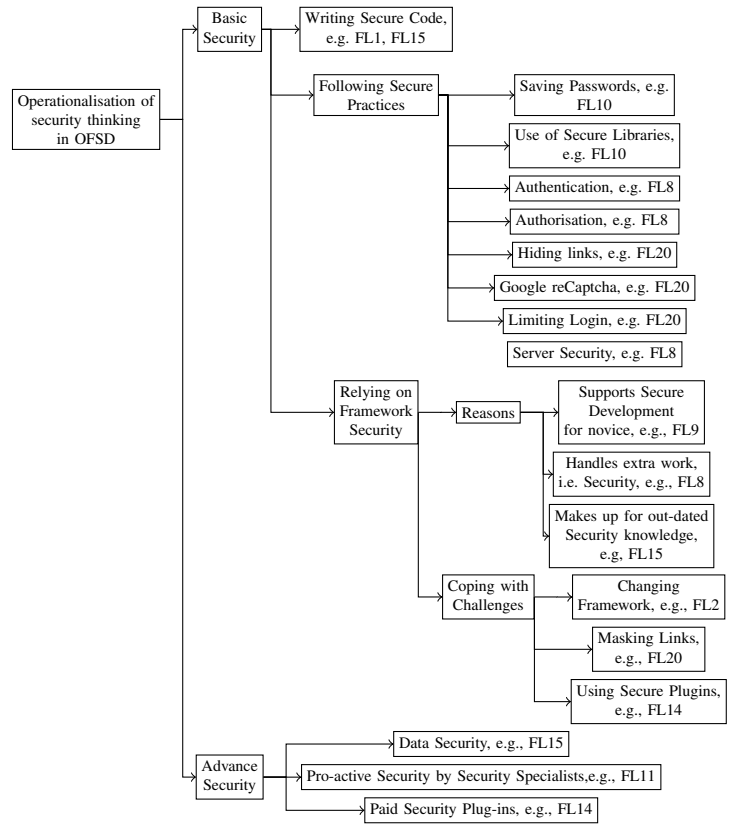 Basic
Security
Writing Secure Code,
e.g. FL1, FL15
Operationalisation of
security thinking
in OFSD
Following Secure
Practices
Saving Passwords, e.g.
FL10
Use of Secure Libraries,
e.g. FL10
Authentication, e.g. FL8
Authorisation, e.g. FL8
Hiding links, e.g. FL20
Google reCaptcha, e.g. FL20
Limiting Login, e.g. FL20
Server Security, e.g. FL8
Relying on
Framework
Security
Reasons
Supports Secure
Development
for novice, e.g., FL9
Handles extra work,
i.e. Security, e.g., FL8
Makes up for out-dated
Security knowledge,
e.g, FL15
Coping with
Challenges
Changing
Framework, e.g., FL2
Masking Links,
e.g., FL20
Using Secure Plugins,
e.g., FL14
Advance
Security
Data Security, e.g., FL15
Pro-active Security by Security Specialists,e.g., FL11
Paid Security Plug-ins, e.g., FL14